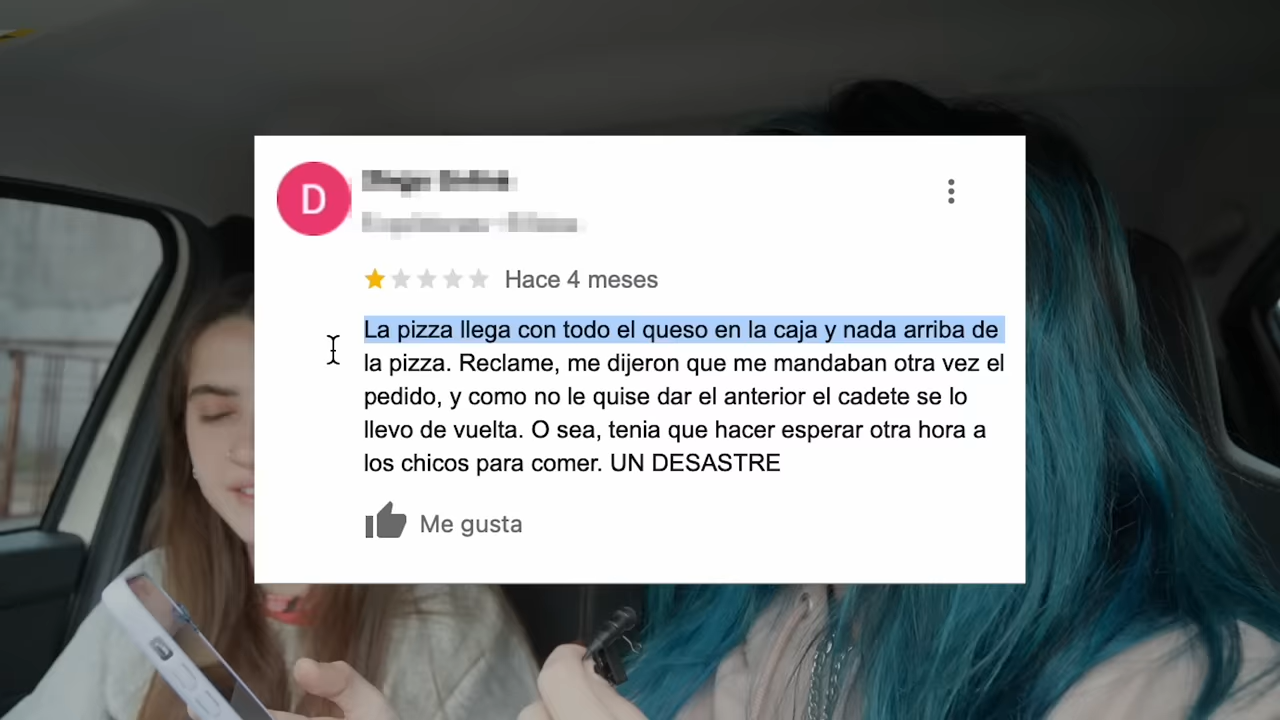 D
Hace 4 meses
La pizza llega con todo el queso en la caja y nada arriba de
la pizza. Reclame, me dijeron que me mandaban otra vez el
pedido, y como no le quise dar el anterior el cadete se lo
llevo de vuelta. O sea, tenia que hacer esperar otra hora a
los chicos para comer. UN DESASTRE
Me gusta